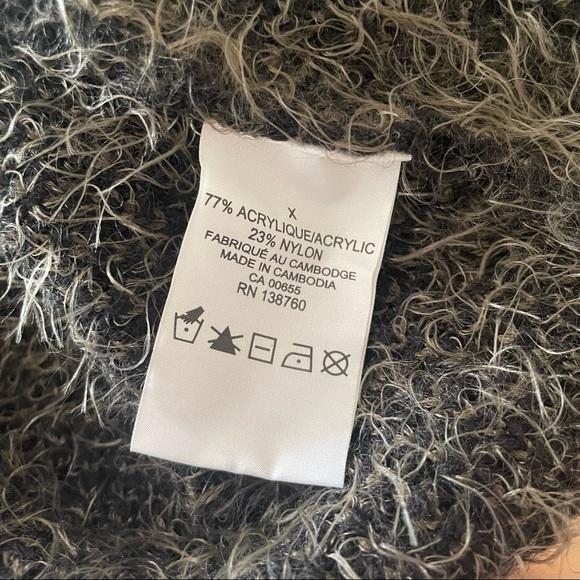 X
77% ACRYLIQUE/ACRYLIC
23% NYLON
FABRIQUÉ AU CAMBODGE
MADE IN CAMBODIA
CA 00655
RN 138760